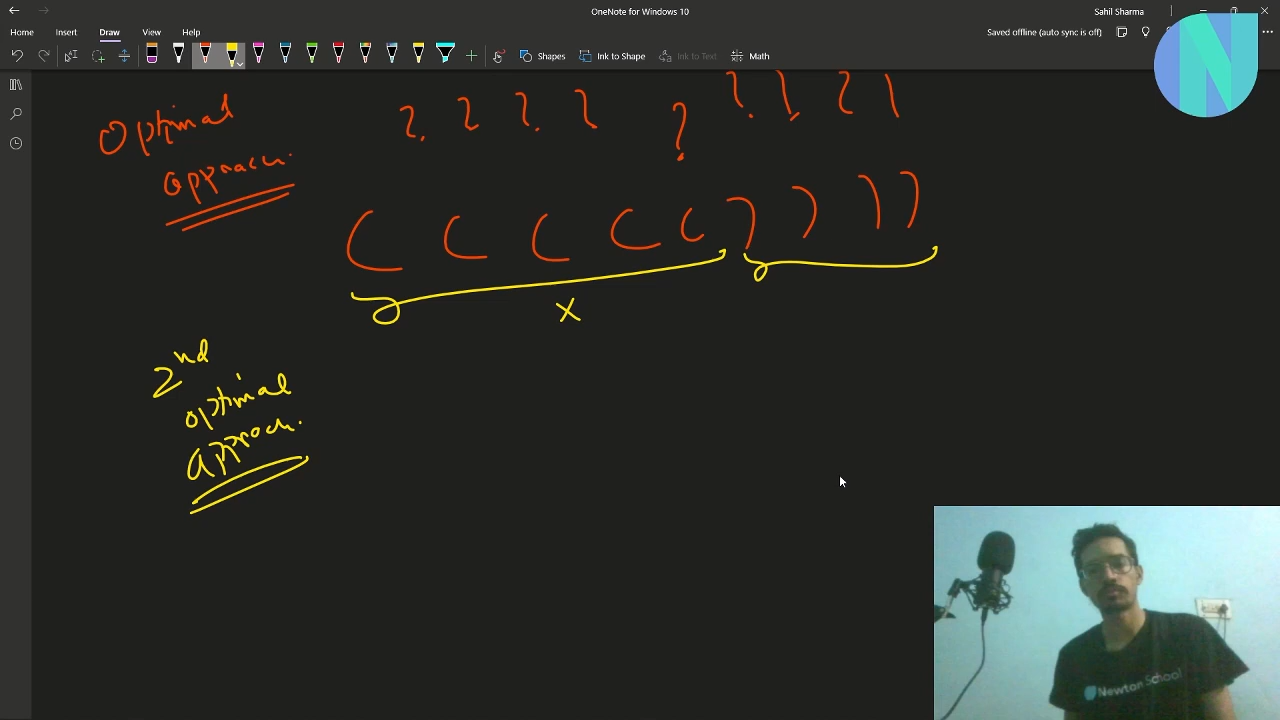 OneNote for Windows 10
Sahil Sharma
Home Insert Draw View Help
Saved offline (auto sync is off)
Shapes Ink to Shape Ink to Text Math
? ? ? ? ? ? ? ? ?
Optimal
approach.
( ( ( ( ( ) ) ) )
x
2nd
optimal
approach.
Newton School